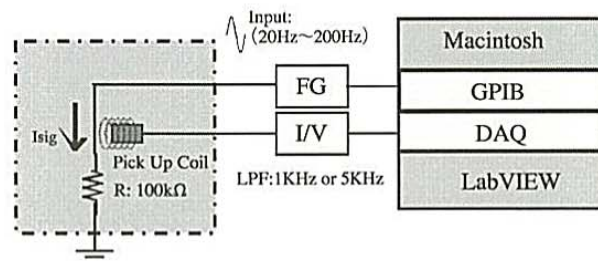 Input:
(20Hz～200Hz)
Macintosh
FG
GPIB
Isig
I/V
DAQ
Pick Up Coil
R: 100kΩ
LPF:1KHz or 5KHz
LabVIEW